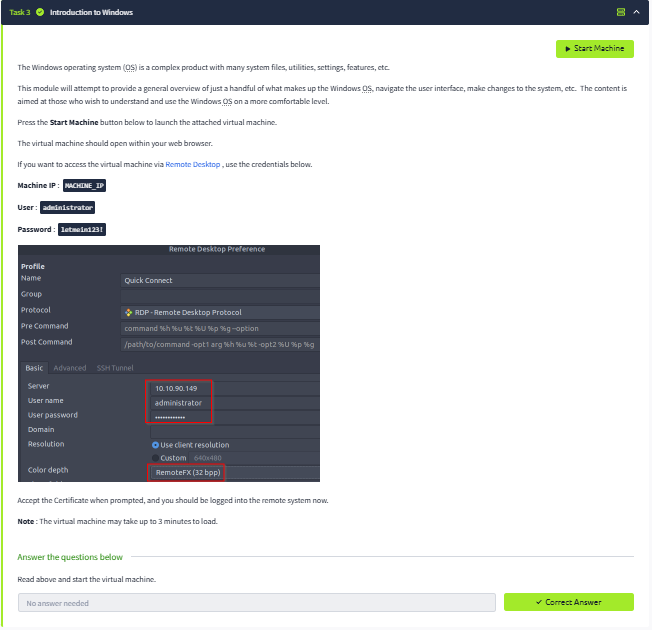 Task 3 Introduction to Windows
Start Machine
The Windows operating system (OS) is a complex product with many system files, utilities, settings, features, etc.
This module will attempt to provide a general overview of just a handful of what makes up the Windows OS, navigate the user interface, make changes to the system, etc. The content is
aimed at those who wish to understand and use the Windows OS on a more comfortable level.
Press the Start Machine button below to launch the attached virtual machine.
The virtual machine should open within your web browser.
If you want to access the virtual machine via Remote Desktop , use the credentials below.
Machine IP : MACHINE_IP
User : administrator
Password : letmein123!
Remote Desktop Preference
Profile
Name Quick Connect
Group
Protocol RDP - Remote Desktop Protocol
Pre Command command %h %u %t %U %p %g --option
Post Command /path/to/command -opt1 arg %h %u %t -opt2 %U %p %g
Basic Advanced SSH Tunnel
Server 10.10.90.149
User name administrator
User password ••••••••••••
Domain
Resolution Use client resolution
Custom 640x480
Color depth RemoteFX (32 bpp)
Accept the Certificate when prompted, and you should be logged into the remote system now.
Note : The virtual machine may take up to 3 minutes to load.
Answer the questions below
Read above and start the virtual machine.
No answer needed
Correct Answer